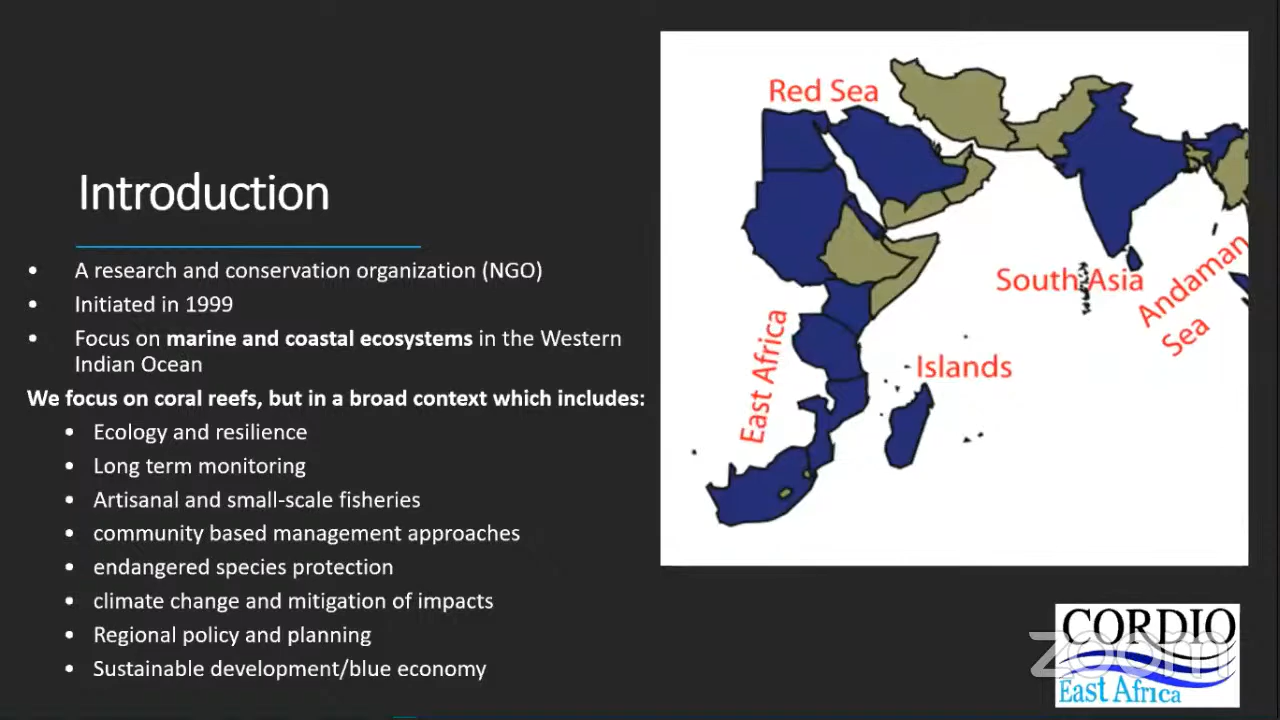 Introduction
• A research and conservation organization (NGO)
• Initiated in 1999
• Focus on marine and coastal ecosystems in the Western
Indian Ocean
We focus on coral reefs, but in a broad context which includes:
• Ecology and resilience
• Long term monitoring
• Artisanal and small-scale fisheries
• community based management approaches
• endangered species protection
• climate change and mitigation of impacts
• Regional policy and planning
• Sustainable development/blue economy
Red Sea
South Asia
Andaman
Sea
East Africa
Islands
CORDIO
zoom
East Africa